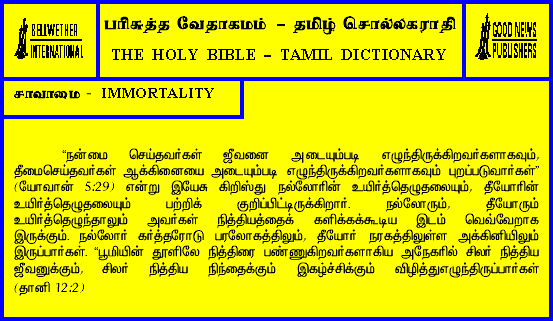 BELLWETHER
INTERNATIONAL
பரிசுத்த வேதாகமம் – தமிழ் சொல்லகராதி
THE HOLY BIBLE – TAMIL DICTIONARY
GOOD NEWS
PUBLISHERS
சாவாமை - IMMORTALITY
“நன்மை செய்தவர்கள் ஜீவனை அடையும்படி எழுந்திருக்கிறவர்களாகவும்,
தீமைசெய்தவர்கள் ஆக்கினையை அடையும்படி எழுந்திருக்கிறவர்களாகவும் புறப்படுவார்கள்”
(யோவான் 5:29) என்று இயேசு கிறிஸ்து நல்லோரின் உயிர்த்தெழுதலையும், தீயோரின்
உயிர்த்தெழுதலையும் பற்றிக் குறிப்பிட்டிருக்கிறார். நல்லோரும், தீயோரும்
உயிர்த்தெழுந்தாலும் அவர்கள் நித்தியத்தைக் களிக்கக்கூடிய இடம் வெவ்வேறாக
இருக்கும். நல்லோர் கர்த்தரோடு பரலோகத்திலும், தீயோர் நரகத்திலுள்ள அக்கினியிலும்
இருப்பார்கள். “பூமியின் தூளிலே நித்திரை பண்ணுகிறவர்களாகிய அநேகரில் சிலர் நித்திய
ஜீவனுக்கும், சிலர் நித்திய நிந்தைக்கும் இகழ்ச்சிக்கும் விழித்துஎழுந்திருப்பார்கள்
(தானி 12:2)